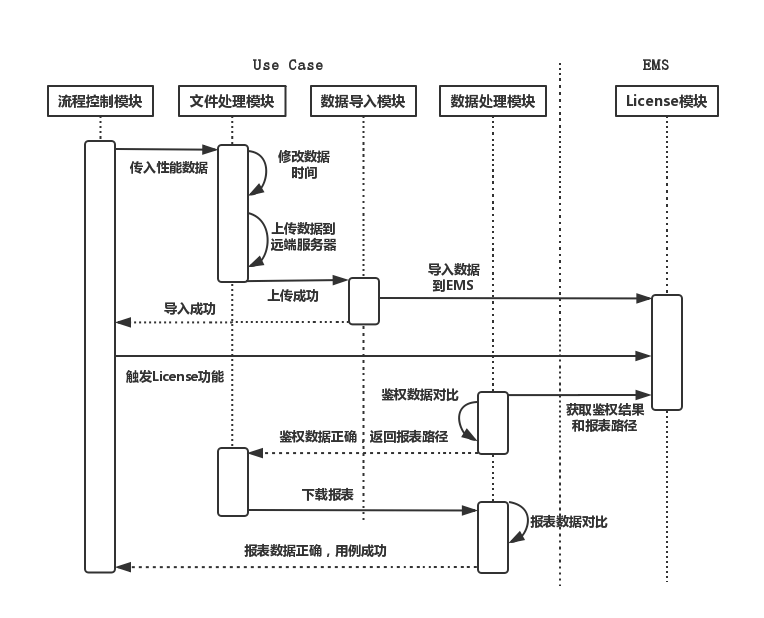 Use Case
EMS
流程控制模块
文件处理模块
数据导入模块
数据处理模块
License模块
传入性能数据
修改数据
时间
上传数据到
远端服务器
导入数据
到EMS
上传成功
导入成功
触发License功能
鉴权数据对比
获取鉴权结果
和报表路径
鉴权数据正确，返回报表路径
下载报表
报表数据对比
报表数据正确，用例成功